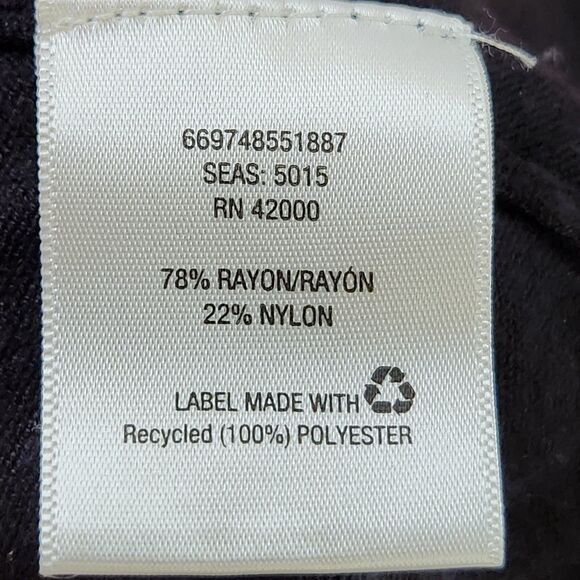 669748551887
SEAS: 5015
RN 42000
78% RAYON/RAYÓN
22% NYLON
LABEL MADE WITH
Recycled (100%) POLYESTER